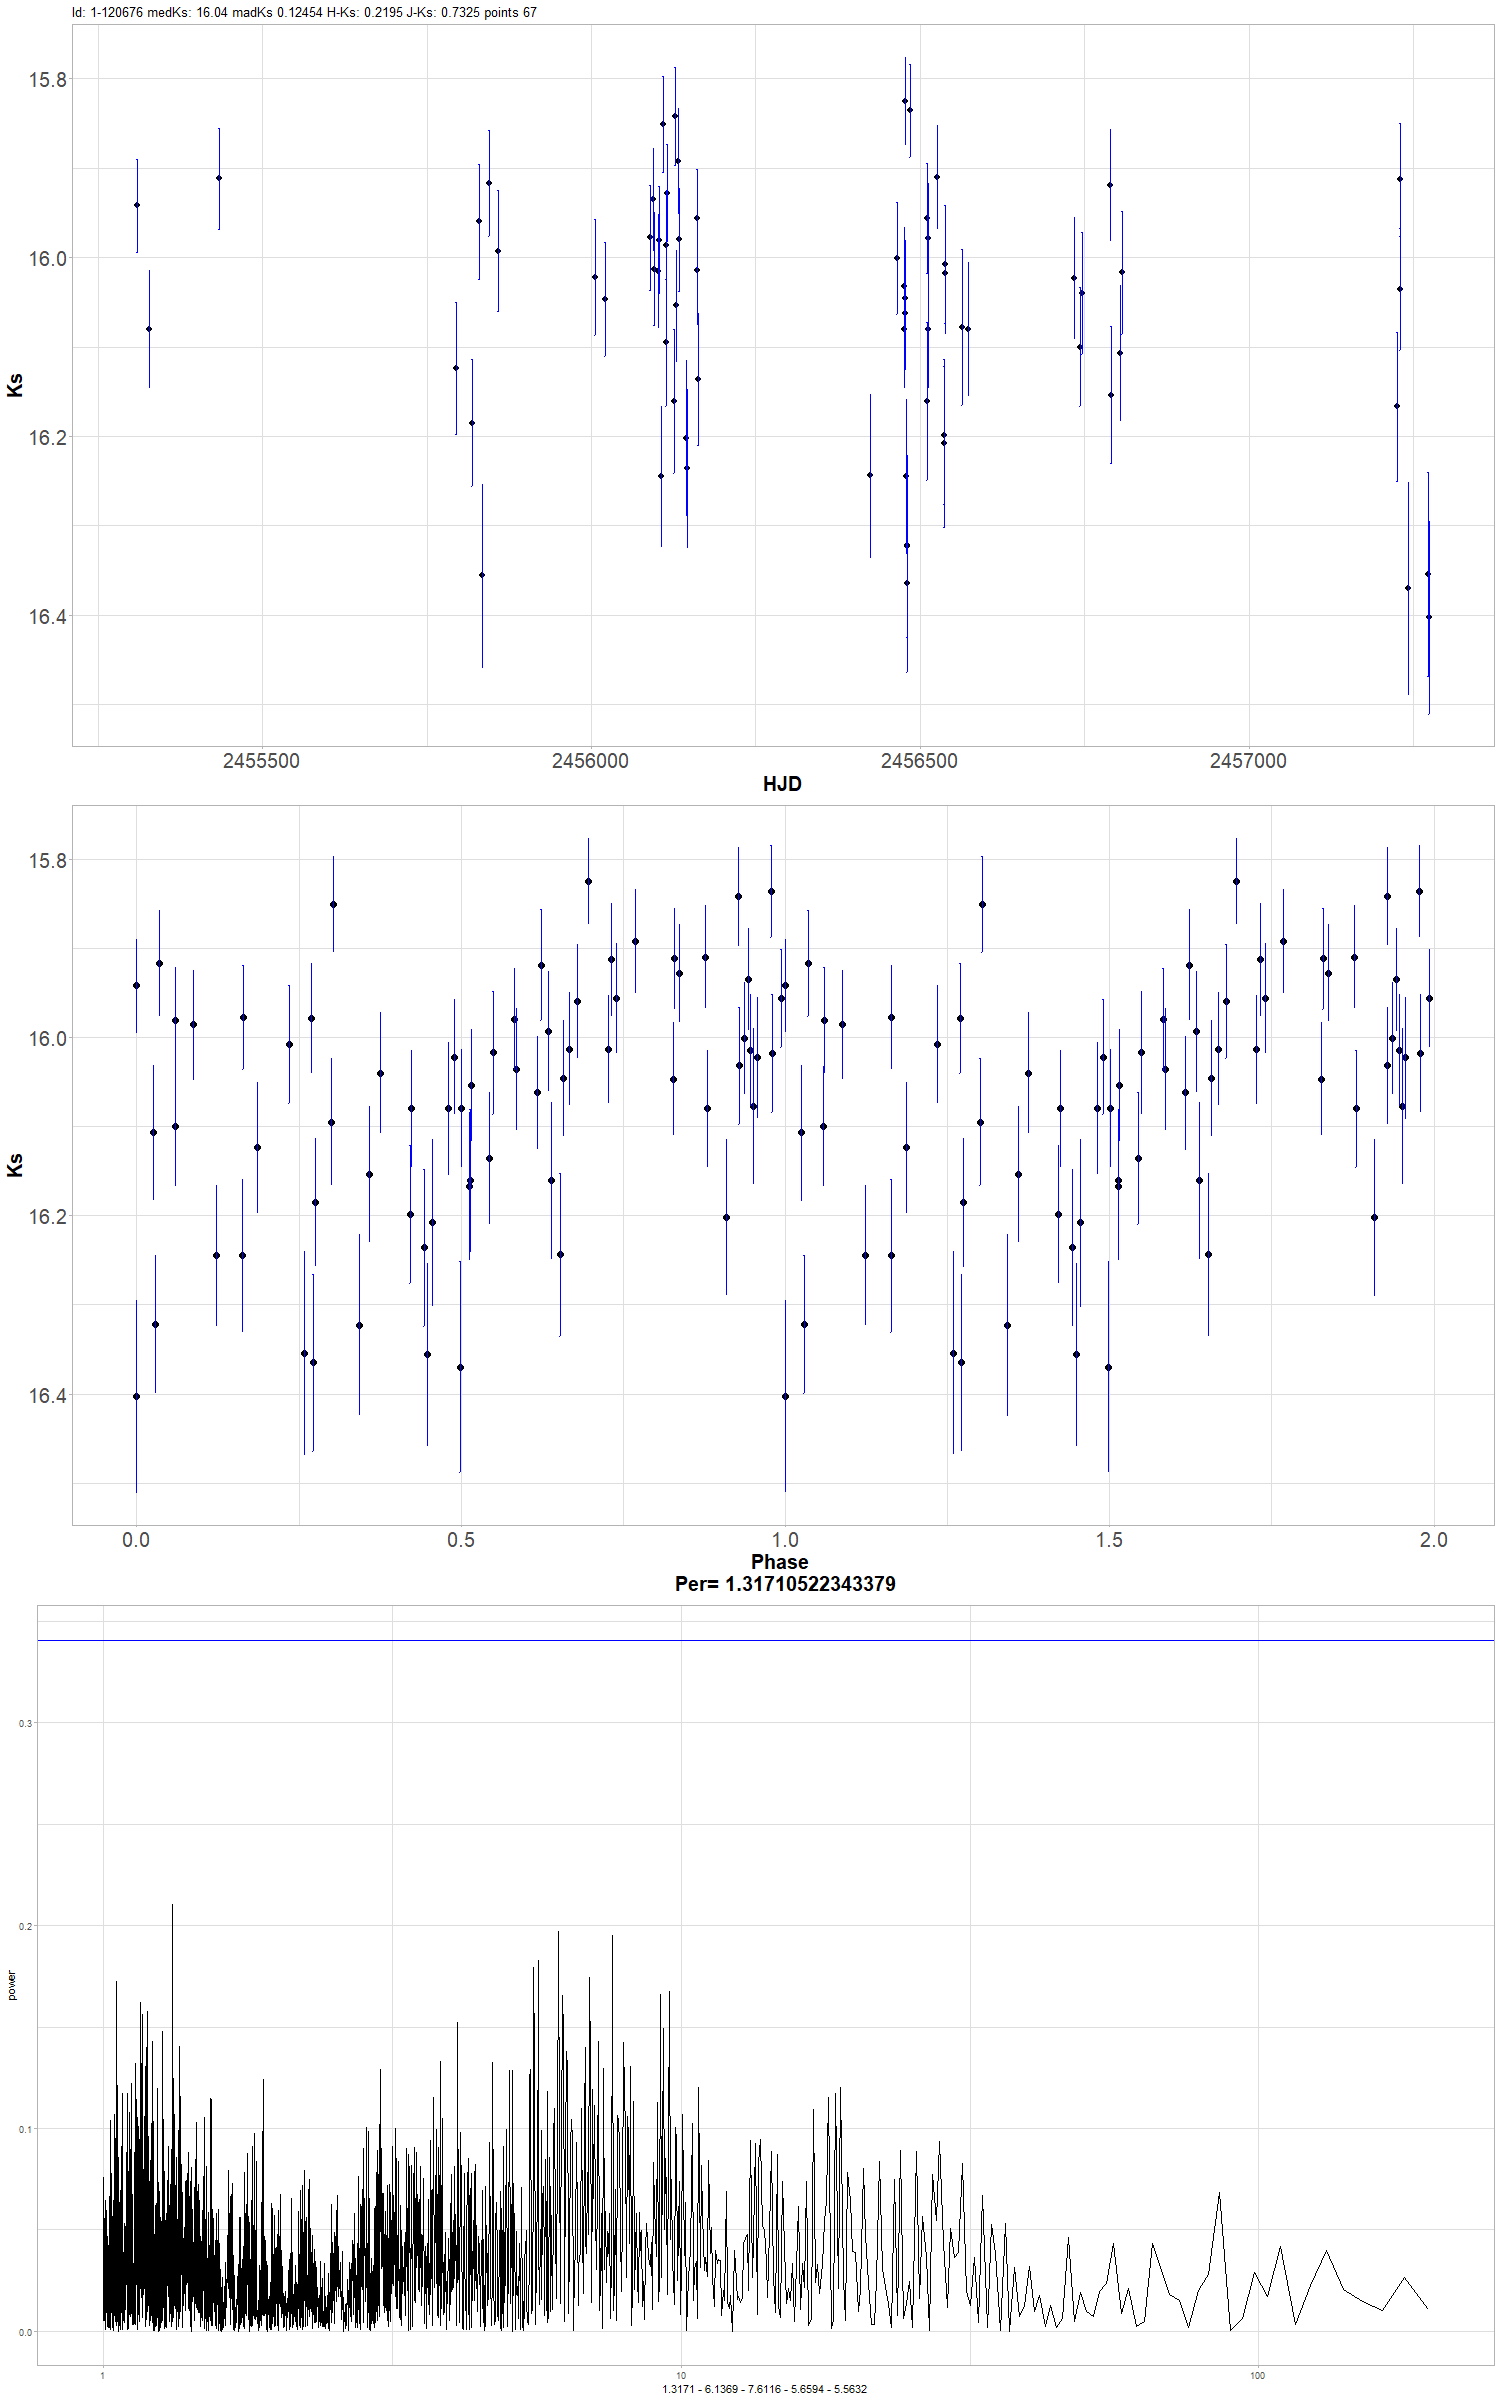 Id: 1-120676 medKs: 16.04 madKs 0.12454 H-Ks: 0.2195 J-Ks: 0.7325 points 67
15.8
16.0
16.2
16.4
Ks
2455500 2456000 2456500 2457000
HJD
15.8
16.0
16.2
16.4
Ks
0.0 0.5 1.0 1.5 2.0
Phase
Per= 1.31710522343379
0.3
0.2
0.1
0.0
power
1 10 100
1.3171 - 6.1369 - 7.6116 - 5.6594 - 5.5632